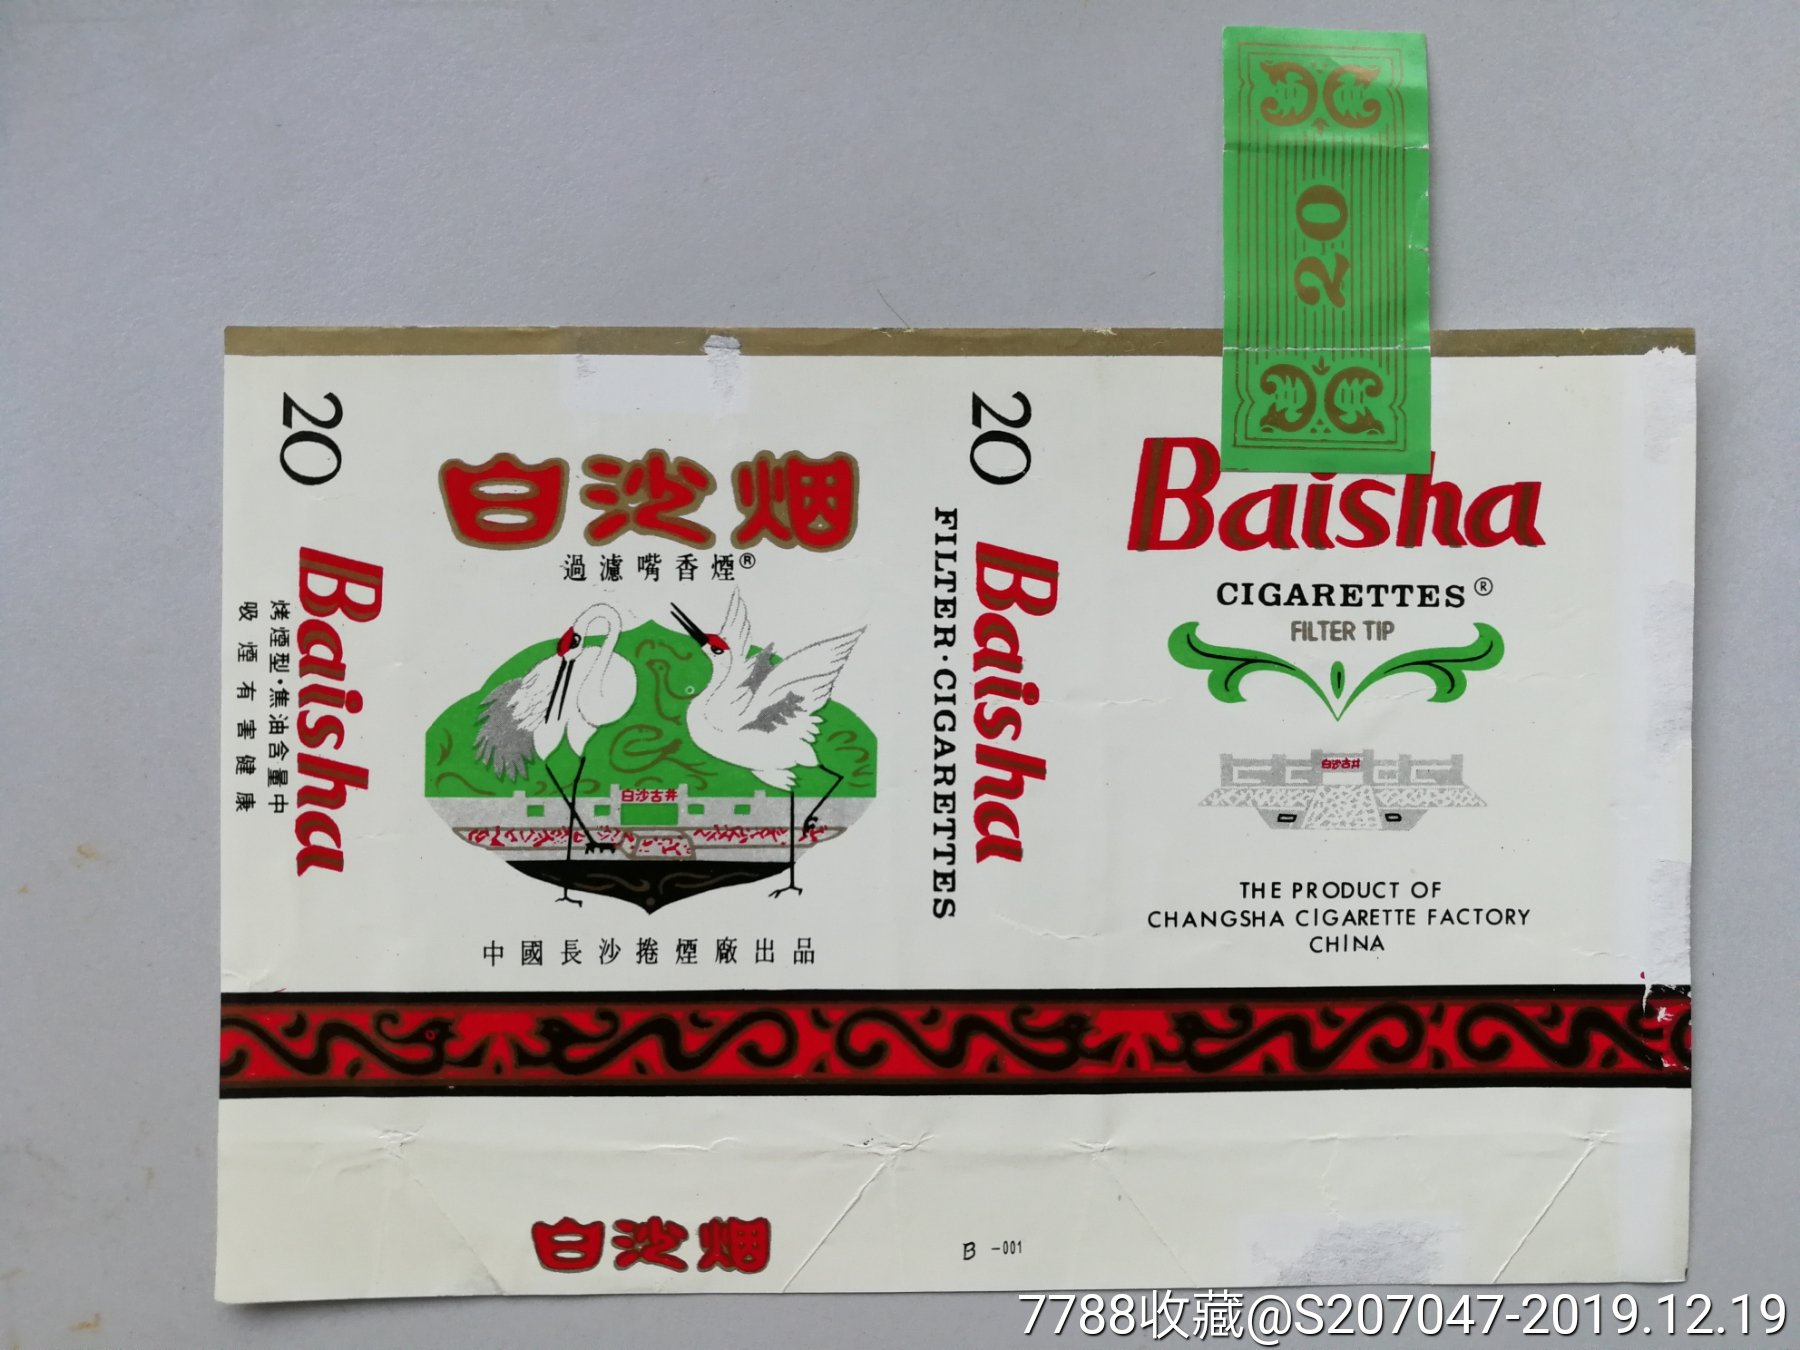 20
20
Baisha
烤煙型·焦油含量中
吸煙有害健康
白沙烟
過濾嘴香煙®
白沙古井
中國長沙捲煙廠出品
20
Baisha
FILTER·CIGARETTES
Baisha
CIGARETTES®
FILTER TIP
白沙古井
THE PRODUCT OF
CHANGSHA CIGARETTE FACTORY
CHINA
白沙烟
B -001
7788收藏@S207047-2019.12.19